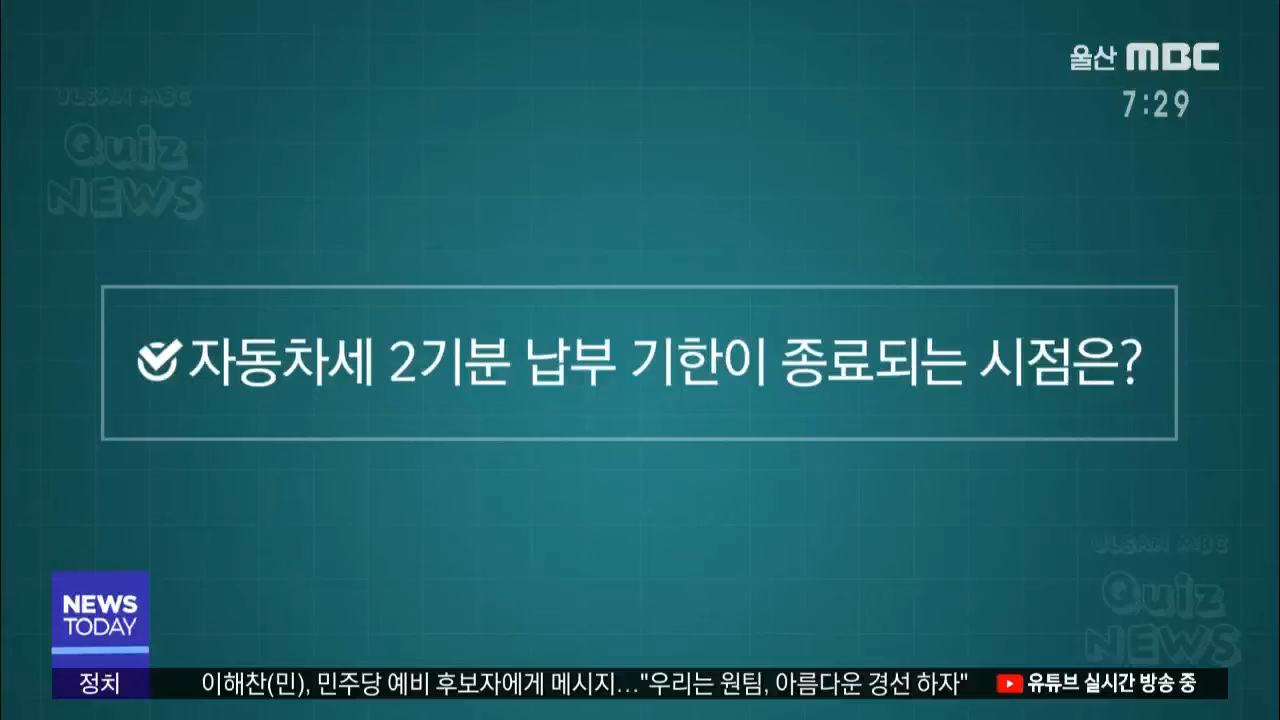 울산 MBC
7:29
ULSAN MBC
Quiz
NEWS
자동차세 2기분 납부 기한이 종료되는 시점은?
ULSAN MBC
Quiz
NEWS
NEWS
TODAY
정치 이해찬(민), 민주당 예비 후보자에게 메시지…"우리는 원팀, 아름다운 경선 하자" 유튜브 실시간 방송 중